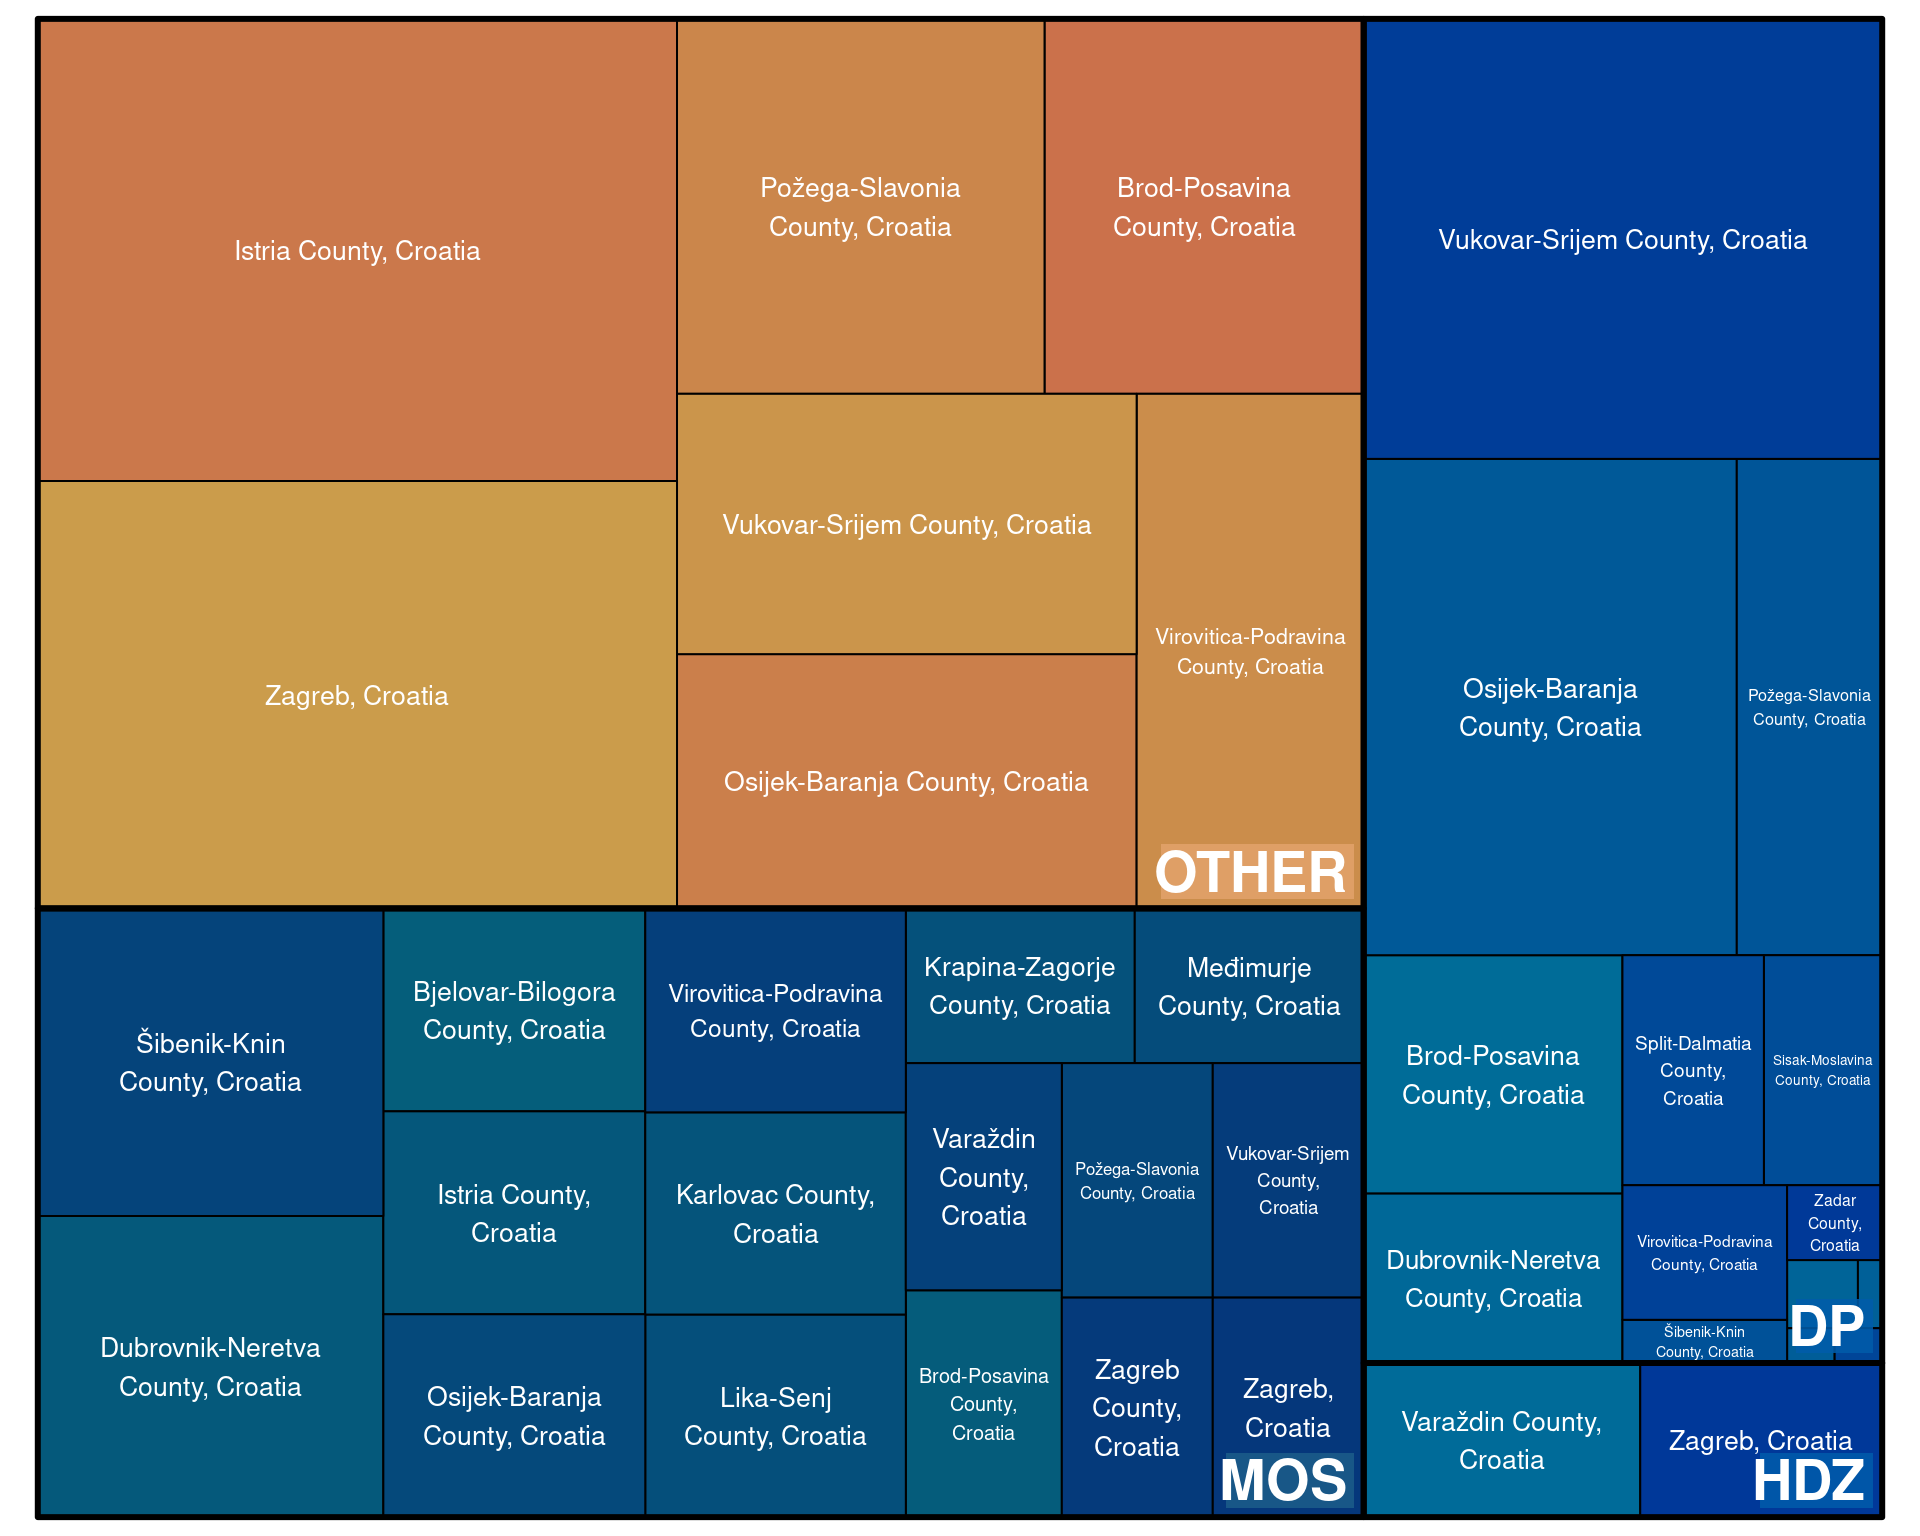 Istria County, Croatia
Požega-Slavonia
County, Croatia
Brod-Posavina
County, Croatia
Zagreb, Croatia
Vukovar-Srijem County, Croatia
Osijek-Baranja County, Croatia
Virovitica-Podravina
County, Croatia
OTHER
Vukovar-Srijem County, Croatia
Osijek-Baranja
County, Croatia
Požega-Slavonia
County, Croatia
Brod-Posavina
County, Croatia
Split-Dalmatia
County,
Croatia
Sisak-Moslavina
County, Croatia
Dubrovnik-Neretva
County, Croatia
Virovitica-Podravina
County, Croatia
Zadar
County,
Croatia
Šibenik-Knin
County, Croatia
DP
Šibenik-Knin
County, Croatia
Dubrovnik-Neretva
County, Croatia
Bjelovar-Bilogora
County, Croatia
Istria County,
Croatia
Osijek-Baranja
County, Croatia
Virovitica-Podravina
County, Croatia
Karlovac County,
Croatia
Lika-Senj
County, Croatia
Krapina-Zagorje
County, Croatia
Međimurje
County, Croatia
Varaždin
County,
Croatia
Požega-Slavonia
County, Croatia
Vukovar-Srijem
County,
Croatia
Brod-Posavina
County,
Croatia
Zagreb
County,
Croatia
Zagreb,
Croatia
MOS
Varaždin County,
Croatia
Zagreb, Croatia
HDZ